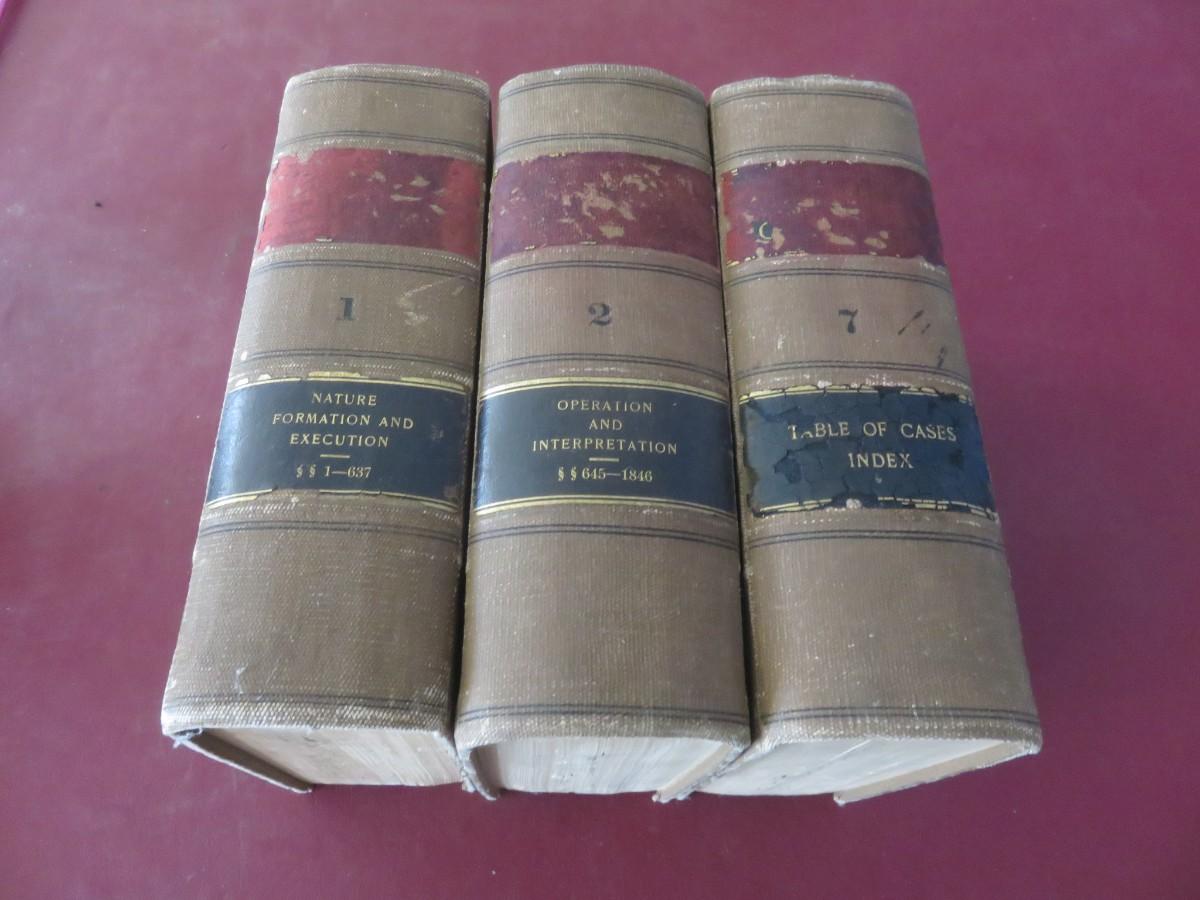 1
NATURE
FORMATION AND
EXECUTION
§ § 1—637
2
OPERATION
AND
INTERPRETATION
§ § 645—1846
C
7
TABLE OF CASES
INDEX